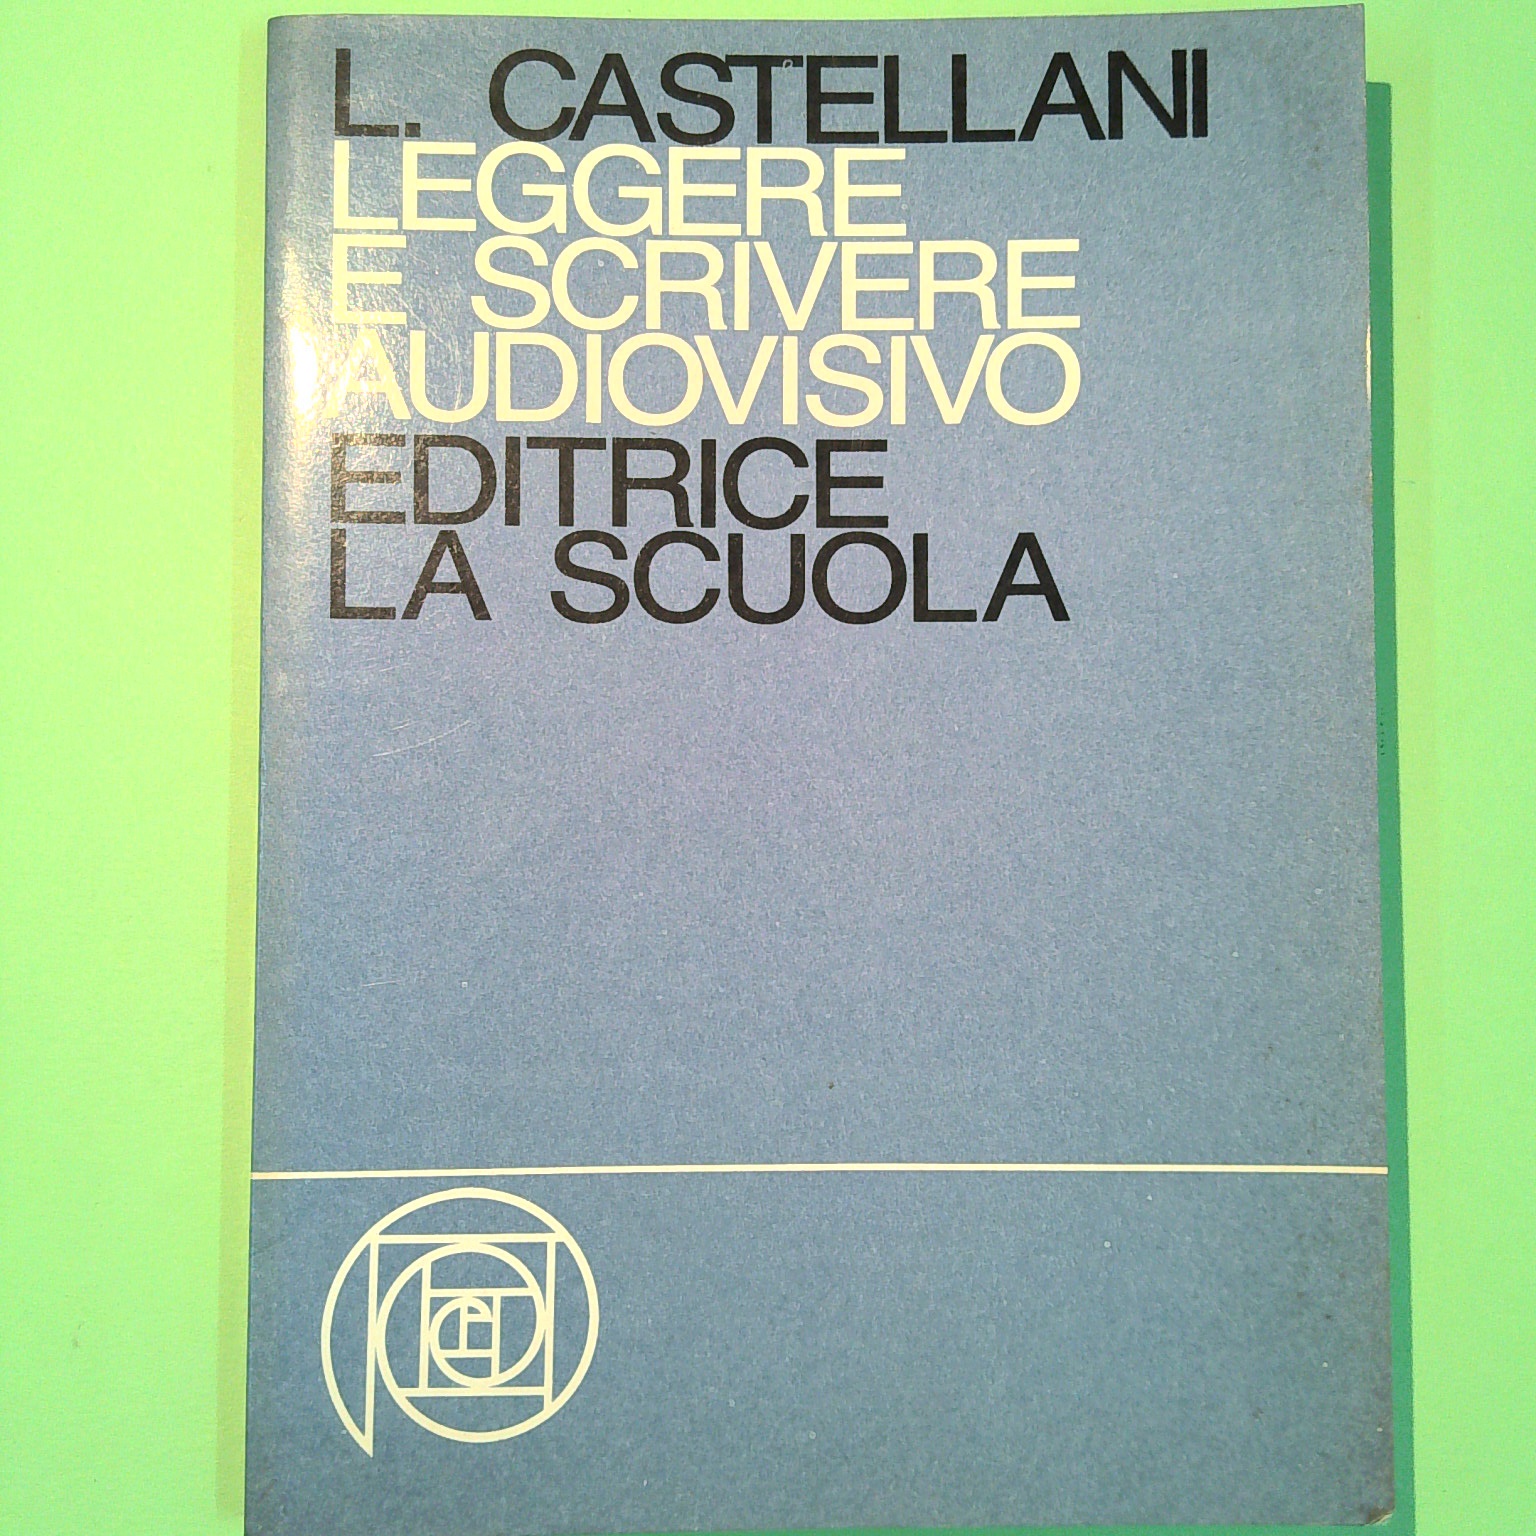 L. CASTELLANI
LEGGERE
E SCRIVERE
AUDIOVISIVO
EDITRICE
LA SCUOLA